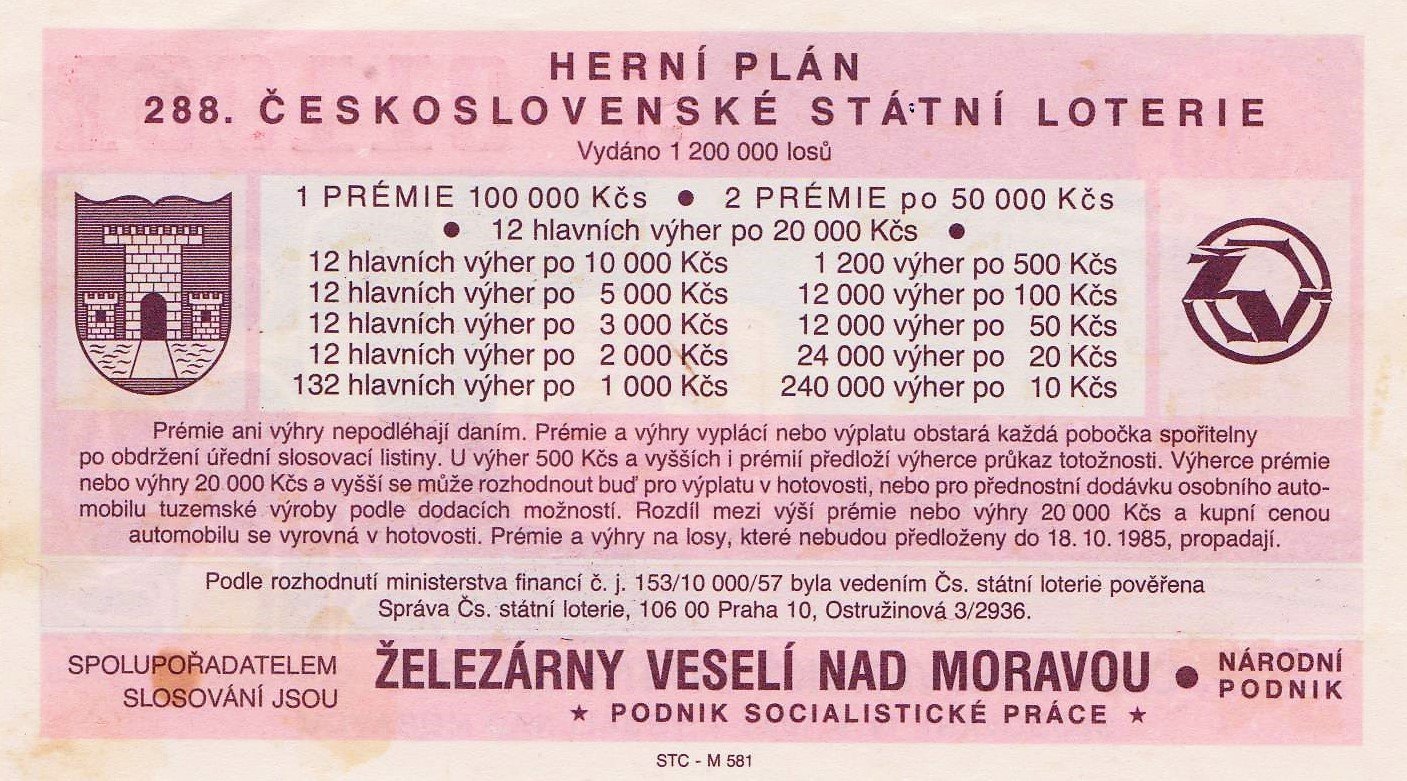 HERNÍ PLÁN
288. ČESKOSLOVENSKÉ STÁTNÍ LOTERIE
Vydáno 1 200 000 losů
1 PRÉMIE 100 000 Kčs ● 2 PRÉMIE po 50 000 Kčs
● 12 hlavních výher po 20 000 Kčs ●
12 hlavních výher po 10 000 Kčs 1 200 výher po 500 Kčs
12 hlavních výher po 5 000 Kčs 12 000 výher po 100 Kčs
12 hlavních výher po 3 000 Kčs 12 000 výher po 50 Kčs
12 hlavních výher po 2 000 Kčs 24 000 výher po 20 Kčs
132 hlavních výher po 1 000 Kčs 240 000 výher po 10 Kčs
ŽV
Prémie ani výhry nepodléhají daním. Prémie a výhry vyplácí nebo výplatu obstará každá pobočka spořitelny
po obdržení úřední slosovací listiny. U výher 500 Kčs a vyšších i prémií předloží výherce průkaz totožnosti. Výherce prémie
nebo výhry 20 000 Kčs a vyšší se může rozhodnout buď pro výplatu v hotovosti, nebo pro přednostní dodávku osobního auto-
mobilu tuzemské výroby podle dodacích možností. Rozdíl mezi výší prémie nebo výhry 20 000 Kčs a kupní cenou
automobilu se vyrovná v hotovosti. Prémie a výhry na losy, které nebudou předloženy do 18. 10. 1985, propadají.
Podle rozhodnutí ministerstva financí č. j. 153/10 000/57 byla vedením Čs. státní loterie pověřena
Správa Čs. státní loterie, 106 00 Praha 10, Ostružinová 3/2936.
SPOLUPOŘADATELEM
SLOSOVÁNÍ JSOU
ŽELEZÁRNY VESELÍ NAD MORAVOU ● NÁRODNÍ
PODNIK
★ PODNIK SOCIALISTICKÉ PRÁCE ★
STC - M 581